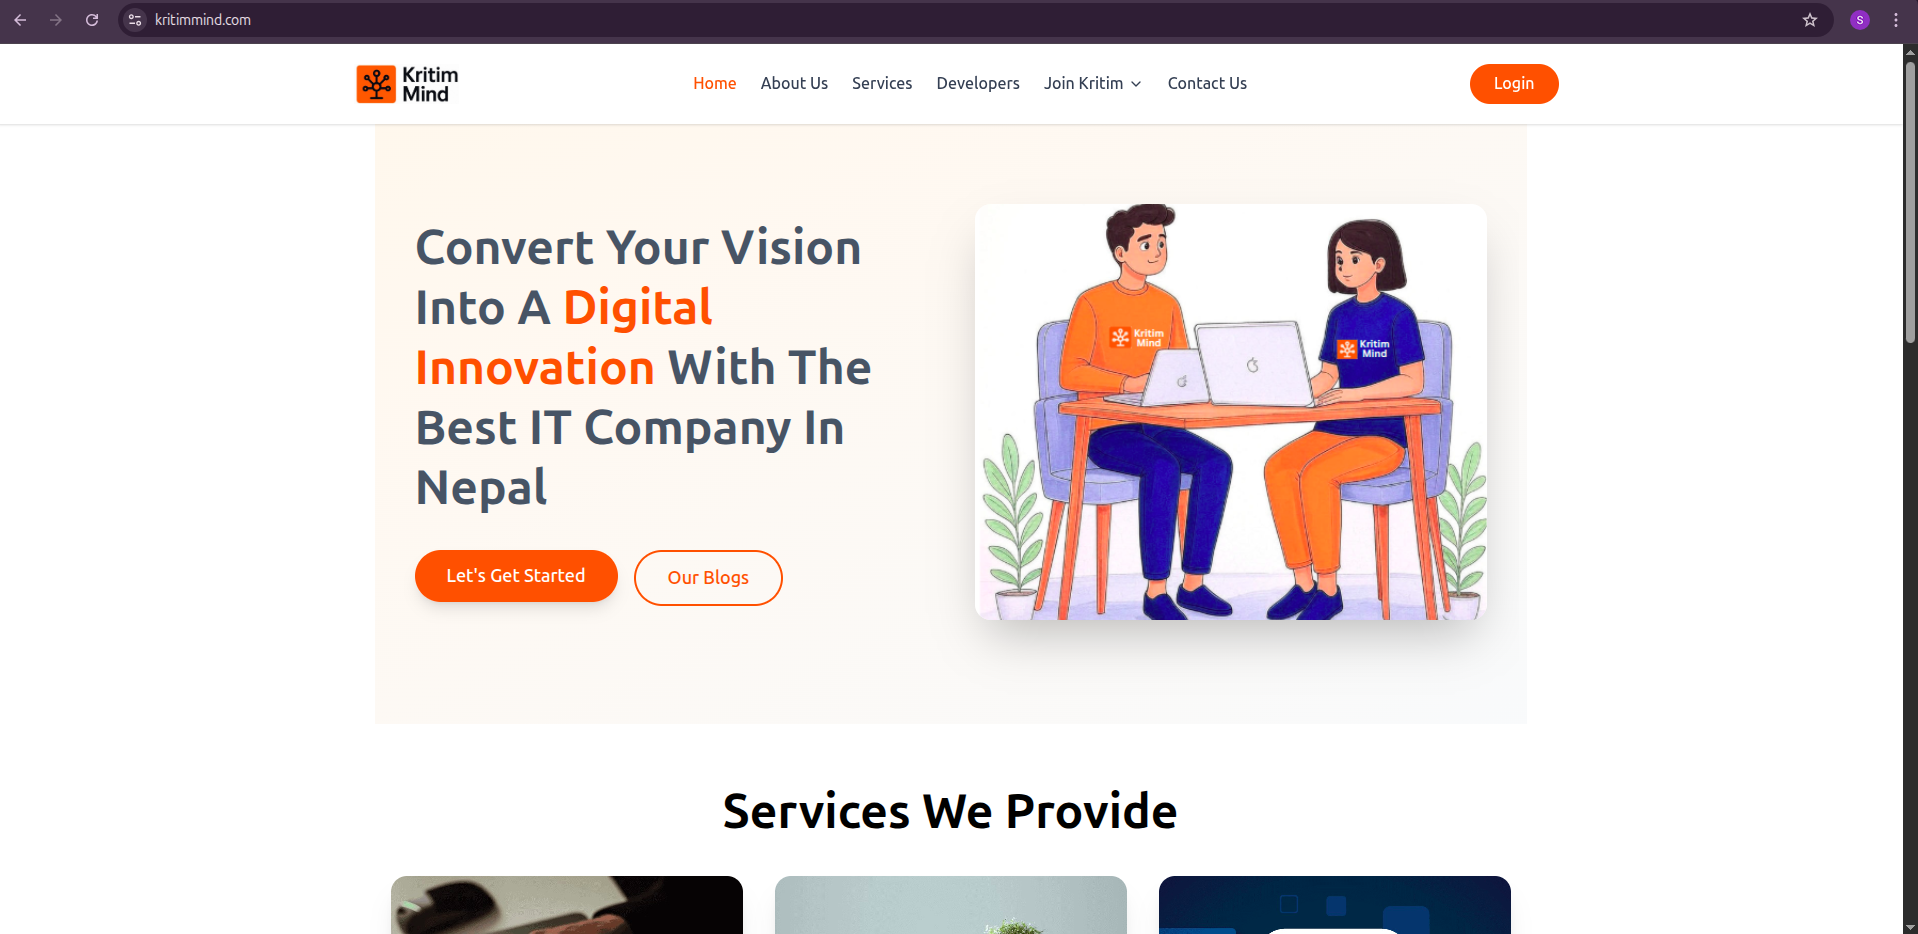 kritimmind.com
S
Kritim
Mind
Home
About Us
Services
Developers
Join Kritim
Contact Us
Login
Convert Your Vision
Into A Digital
Innovation With The
Best IT Company In
Nepal
Let's Get Started
Our Blogs
Kritim
Mind
Kritim
Mind
Services We Provide